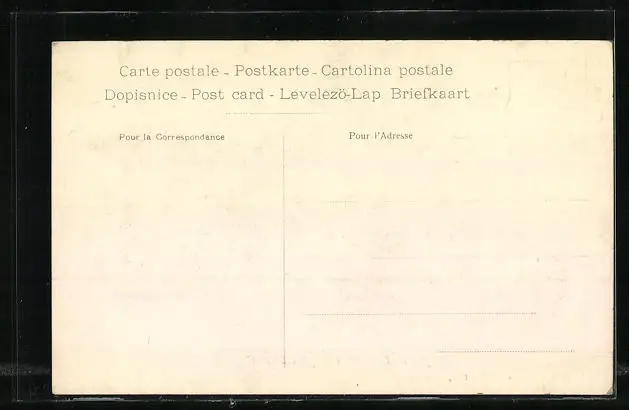 Carte postale - Postkarte - Cartolina postale
Dopisnice - Post card - Levelezö-Lap Briefkaart
Pour la Correspondance
Pour l'Adresse